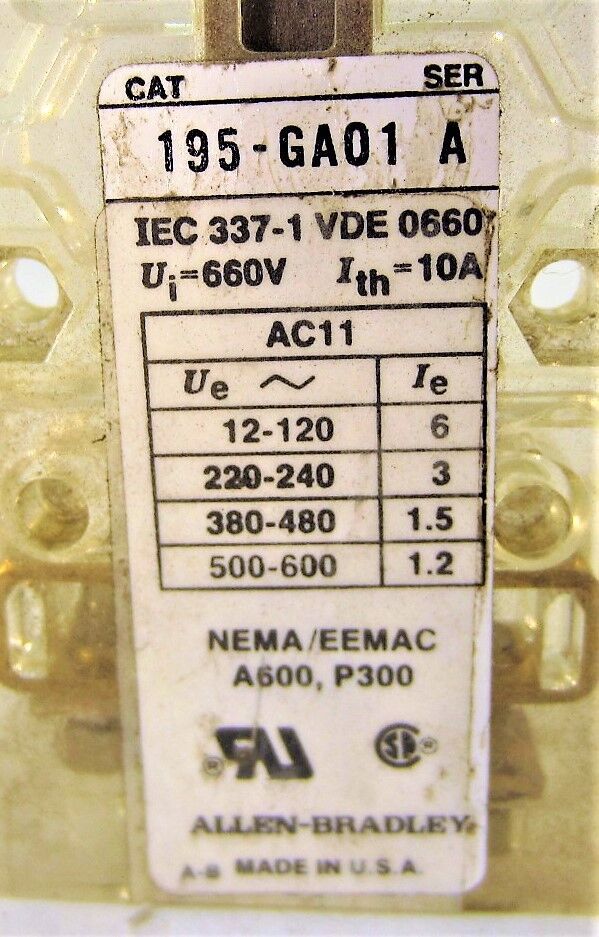 CAT SER
195-GA01 A
IEC 337-1 VDE 0660
Ui=660V Ith=10A
AC11
Ue ~ Ie
12-120 6
220-240 3
380-480 1.5
500-600 1.2
NEMA/EEMAC
A600, P300
® ®
ALLEN-BRADLEY
A-B MADE IN U.S.A.